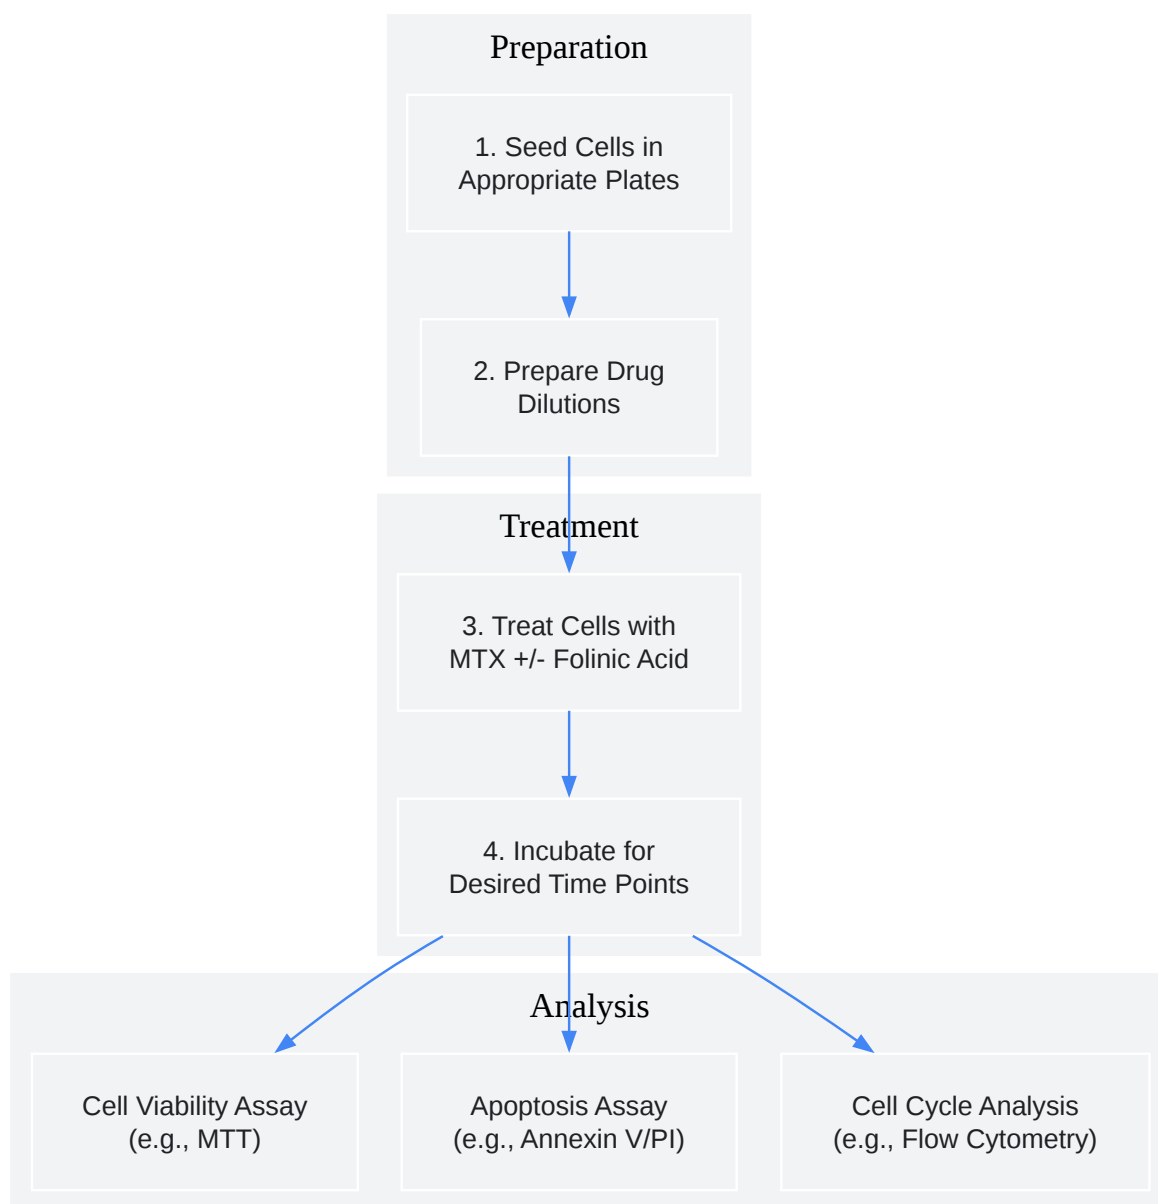 Preparation
1. Seed Cells in
Appropriate Plates
2. Prepare Drug
Dilutions
Treatment
3. Treat Cells with
MTX +/- Folinic Acid
4. Incubate for
Desired Time Points
Analysis
Cell Viability Assay
(e.g., MTT)
Apoptosis Assay
(e.g., Annexin V/PI)
Cell Cycle Analysis
(e.g., Flow Cytometry)